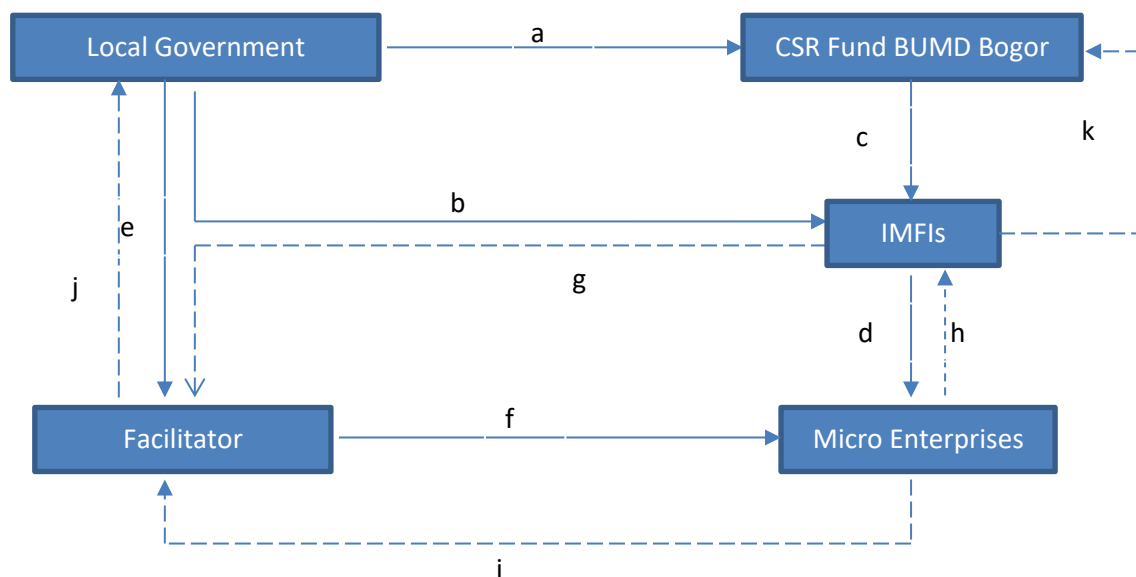 a
Local Government
CSR Fund BUMD Bogor
c
k
b
IMFIs
e
g
j
d
h
f
Facilitator
Micro Enterprises
i